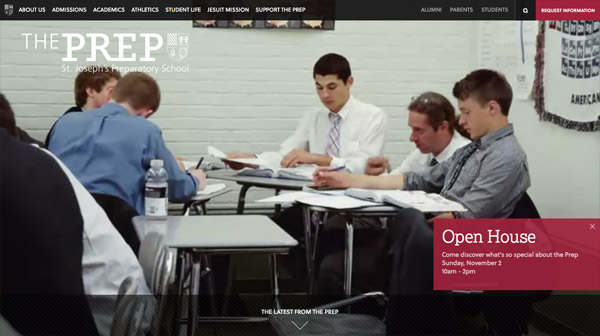 ABOUT US ADMISSIONS ACADEMICS ATHLETICS STUDENT LIFE JESUIT MISSION SUPPORT THE PREP ALUMNI PARENTS STUDENTS REQUEST INFORMATION
THE PREP
St. Joseph's Preparatory School
AMERICAN
Open House
Come discover what's so special about the Prep
Sunday, November 2
10am - 2pm
THE LATEST FROM THE PREP